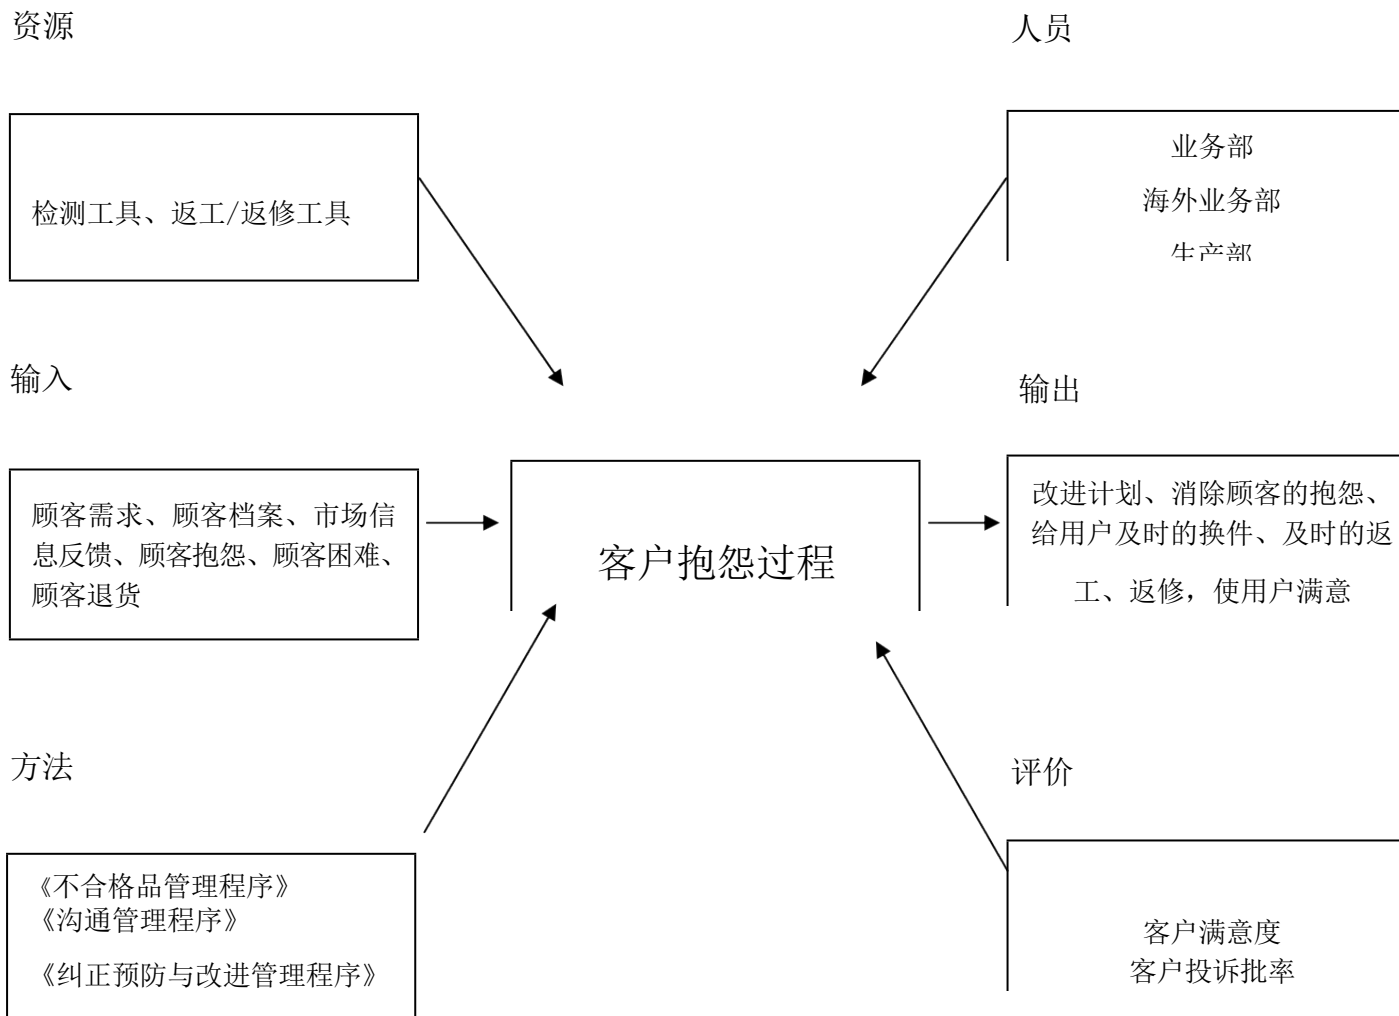 资源
人员
检测工具、返工/返修工具
业务部
海外业务部
生产部
输入
输出
顾客需求、顾客档案、市场信
息反馈、顾客抱怨、顾客困难、
顾客退货
客户抱怨过程
改进计划、消除顾客的抱怨、
给用户及时的换件、及时的返
工、返修，使用户满意
方法
评价
《不合格品管理程序》
《沟通管理程序》
《纠正预防与改进管理程序》
客户满意度
客户投诉批率